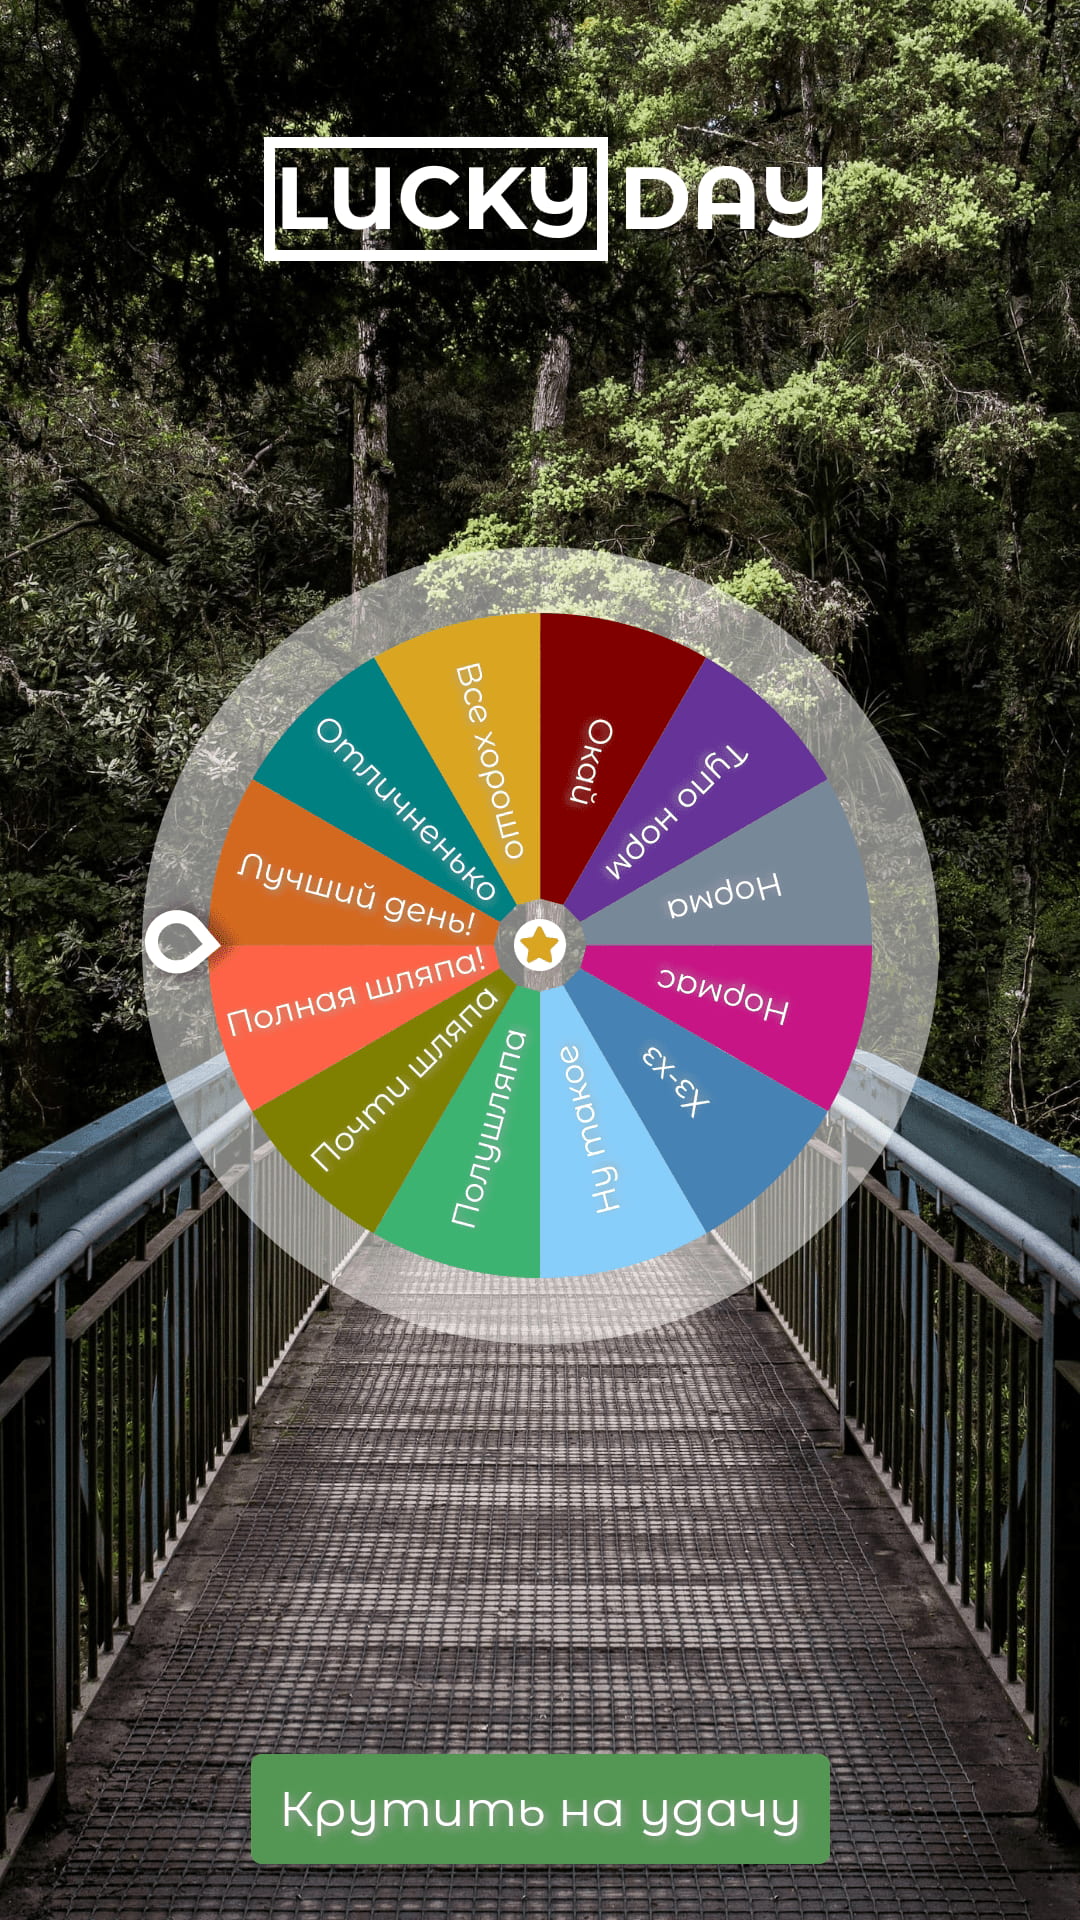 LUCKY DAY
Все хорошо
Окай
Тупо норм
Норма
Нормас
Хз-хз
Ну такое
Полушляпа
Почти шляпа
Полная шляпа!
Лучший день!
Отличненько
Крутить на удачу